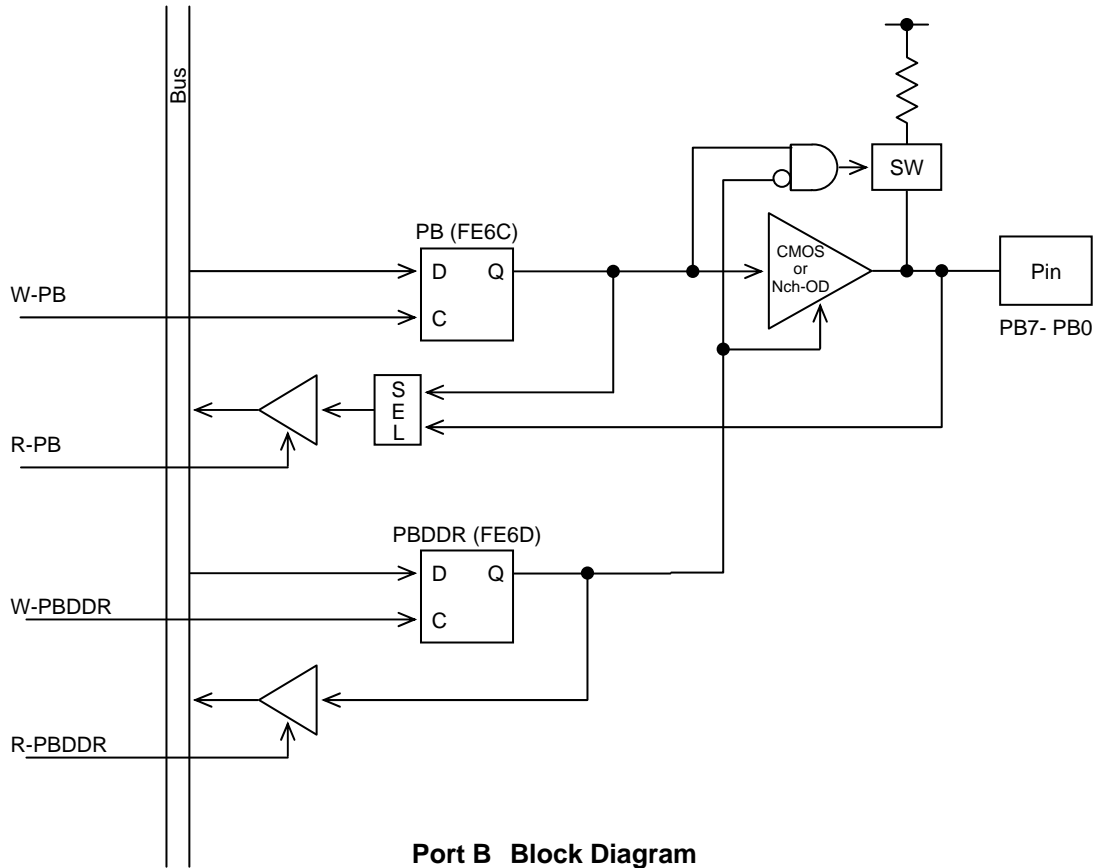 Bus
SW
PB (FE6C)
D Q
C
CMOS
or
Nch-OD
Pin
PB7- PB0
W-PB
S
E
L
R-PB
PBDDR (FE6D)
D Q
C
W-PBDDR
R-PBDDR
Port B Block Diagram